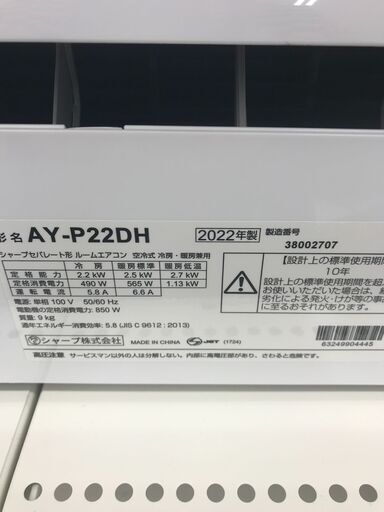 形名 AY-P22DH 2022年製 製造番号 38002707
シャープセパレート形 ルームエアコン 空冷式 冷房・暖房兼用
冷房 暖房標準 暖房低温
定格能力 2.2 kW 2.5 kW 2.7 kW
定格消費電力 490 W 565 W 1.13 kW
運転電流 5.8 A 6.6 A
電源: 単相 100 V 50/60 Hz
電動機の定格消費電力: 850 W
質量: 9 kg
通年エネルギー消費効率: 5.8 (JIS C 9612 : 2013)
シャープ株式会社 MADE IN CHINA JET (1724)
高圧注意 サービスマン以外の人は分解しない。内部に高電圧部があり、さわると危険です。
【設計上の標準使用期間
10年
設計上の標準使用期間を超
お使いいただいた場合は、経
劣化による発火・けが等の事
に至るおそれがあります。
63249904445